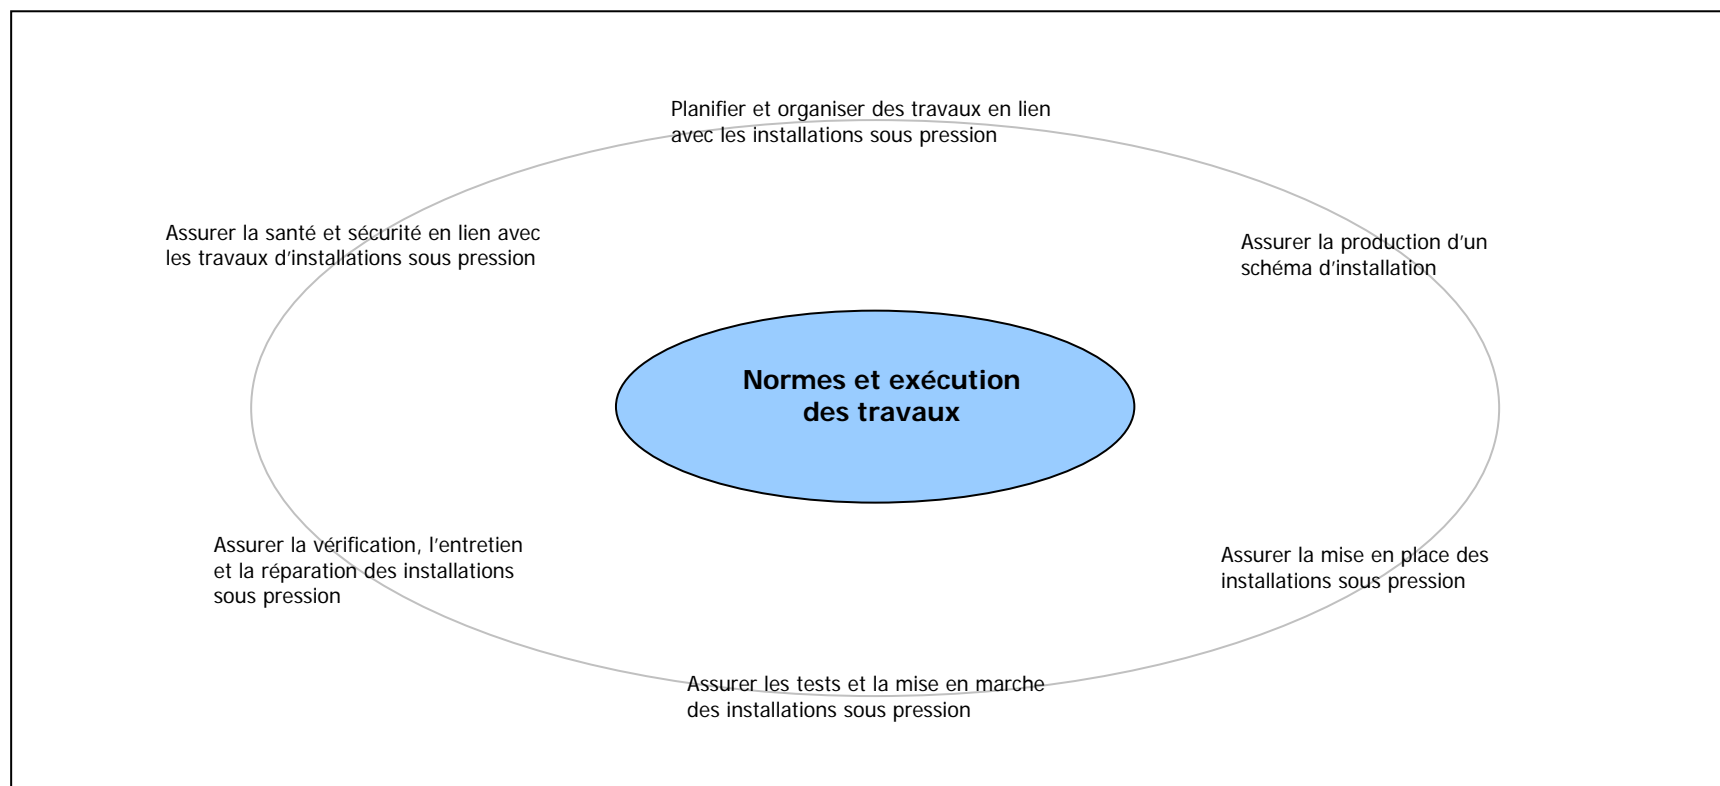 Planifier et organiser des travaux en lien
avec les installations sous pression
Assurer la santé et sécurité en lien avec
les travaux d'installations sous pression
Assurer la production d'un
schéma d'installation
Normes et exécution
des travaux
Assurer la vérification, l'entretien
et la réparation des installations
sous pression
Assurer la mise en place des
installations sous pression
Assurer les tests et la mise en marche
des installations sous pression